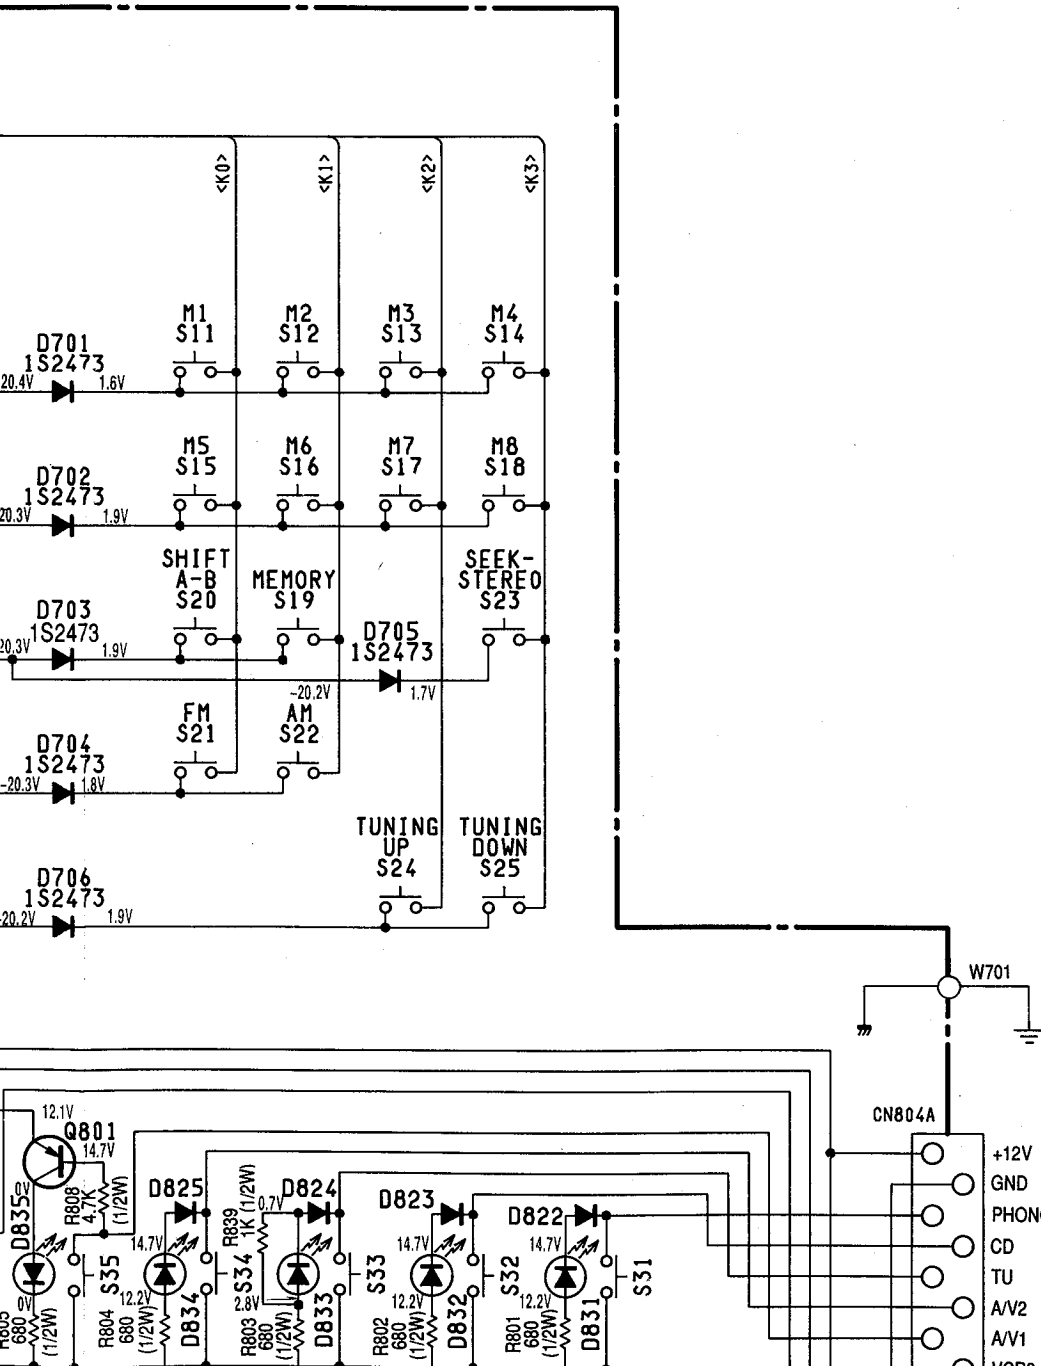 <K0>
<K1>
<K2>
<K3>
M1
S11
M2
S12
M3
S13
M4
S14
D701
1S2473
20.4V
1.6V
M5
S15
M6
S16
M7
S17
M8
S18
D702
1S2473
20.3V
1.9V
SHIFT
A-B
S20
MEMORY
S19
SEEK-
STEREO
S23
D703
1S2473
20.3V
1.9V
D705
1S2473
-20.2V
1.7V
FM
S21
AM
S22
D704
1S2473
-20.3V
1.8V
TUNING
UP
S24
TUNING
DOWN
S25
D706
1S2473
-20.2V
1.9V
W701
CN804A
+12V
GND
PHONO
CD
TU
A/V2
A/V1
12.1V
Q801
14.7V
0V
D835
R808
4.7K
(1/2W)
S35
0V
R805
680
(1/2W)
D825
14.7V
12.2V
R804
680
(1/2W)
D834
S34
R839
1K (1/2W)
0.7V
D824
2.8V
R803
680
(1/2W)
D833
S33
D823
14.7V
12.2V
R802
680
(1/2W)
D832
S32
D822
14.7V
12.2V
R801
680
(1/2W)
D831
S31